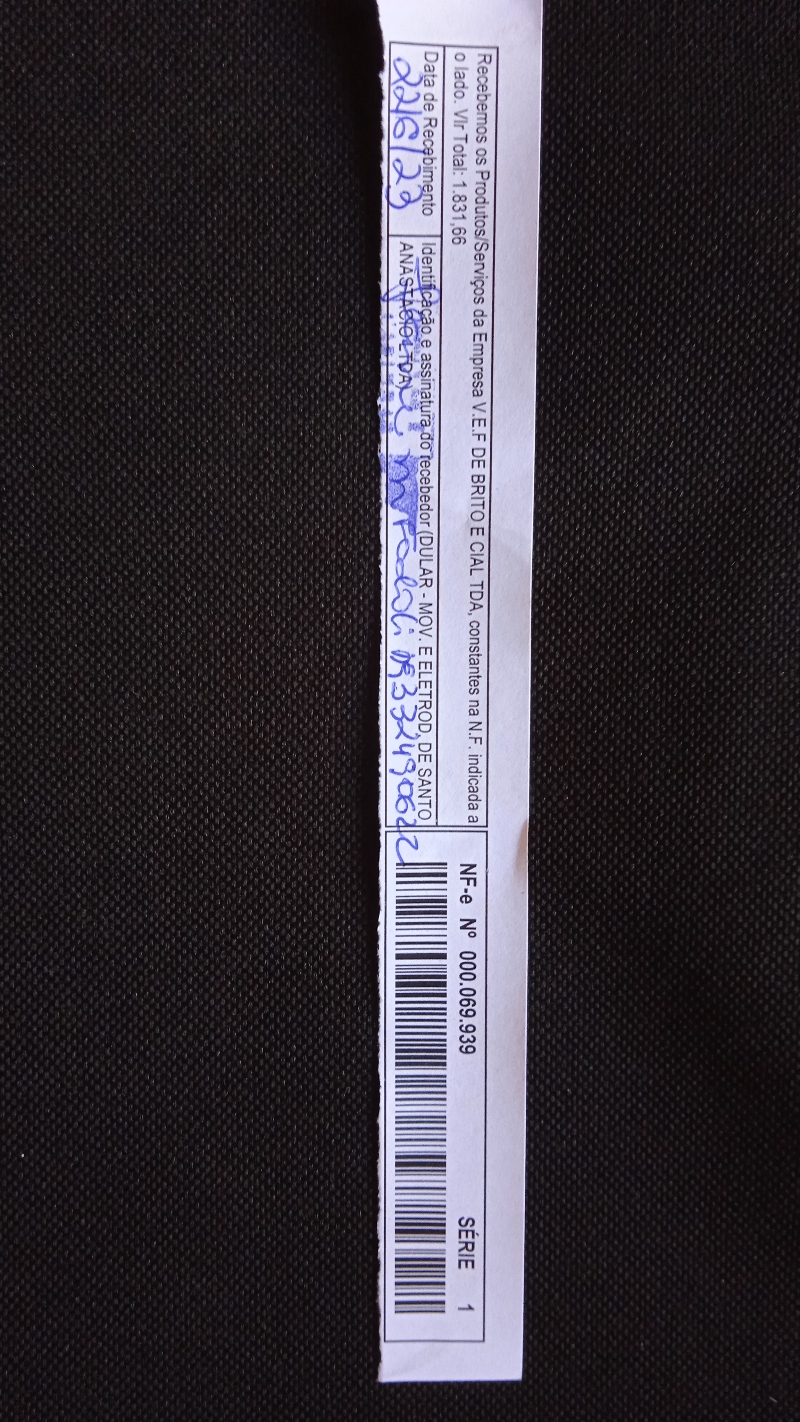 Recebemos os Produtos/Serviços da Empresa V.E.F DE BRITO E CIAL TDA, constantes na N.F. indicada a
o lado. Vlr Total: 1.831,66
Data de Recebimento
22/6/23
Identificação e assinatura do recebedor (DULAR - MOV. E ELETROD. DE SANTO
ANASTACIO LTDA)
NF-e Nº 000.069.939
SÉRIE 1